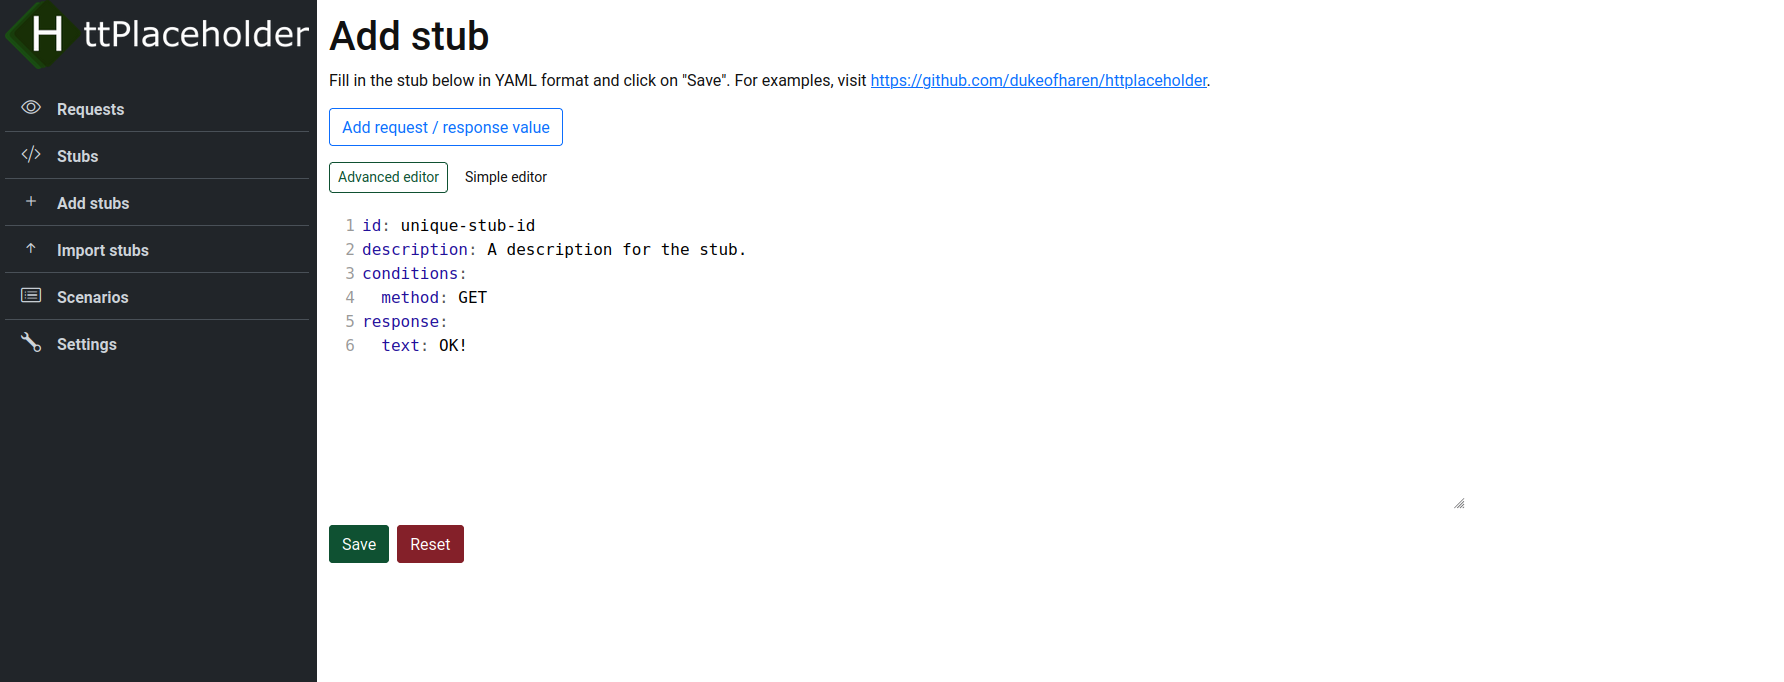 HttPlaceholder
Requests
Stubs
Add stubs
Import stubs
Scenarios
Settings
Add stub
Fill in the stub below in YAML format and click on "Save". For examples, visit https://github.com/dukeofharen/httplaceholder.
Add request / response value
Advanced editor Simple editor
1 id: unique-stub-id
2 description: A description for the stub.
3 conditions:
4   method: GET
5 response:
6   text: OK!
Save Reset